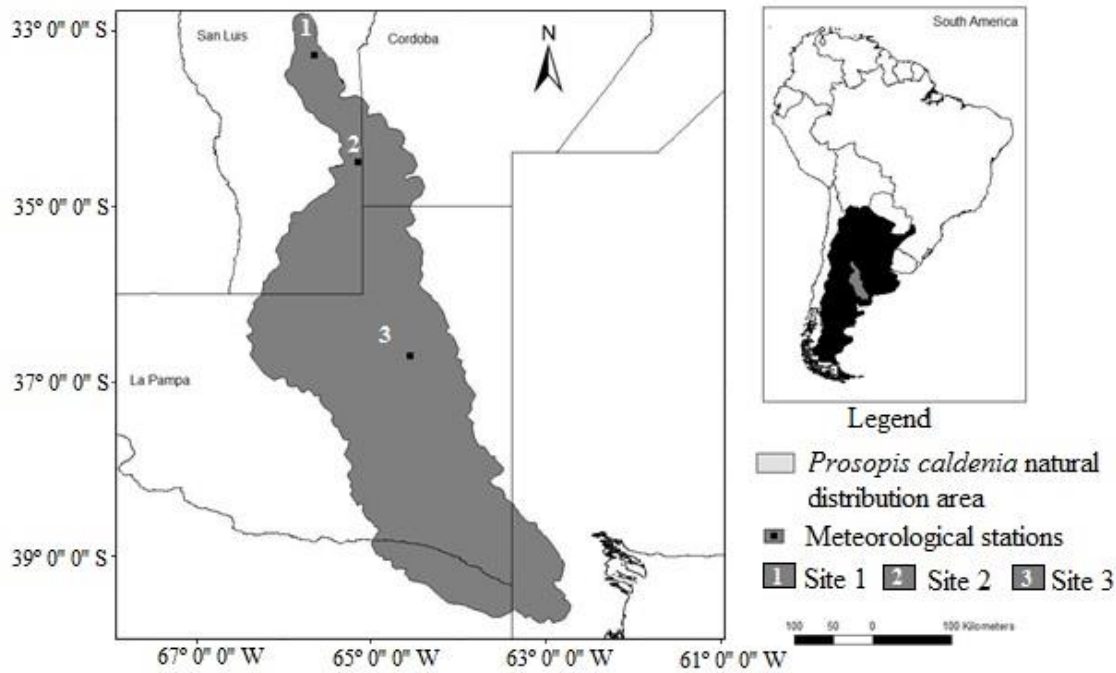 33° 0" 0" S
35° 0" 0" S
37° 0" 0" S
39° 0" 0" S
67° 0" 0" W
65° 0" 0" W
63° 0" 0" W
61° 0" 0" W
San Luis
Cordoba
La Pampa
N
1
2
3
South America
Legend
Prosopis caldenia natural
distribution area
Meteorological stations
1 Site 1 2 Site 2 3 Site 3
100 50 0 100 Kilometers